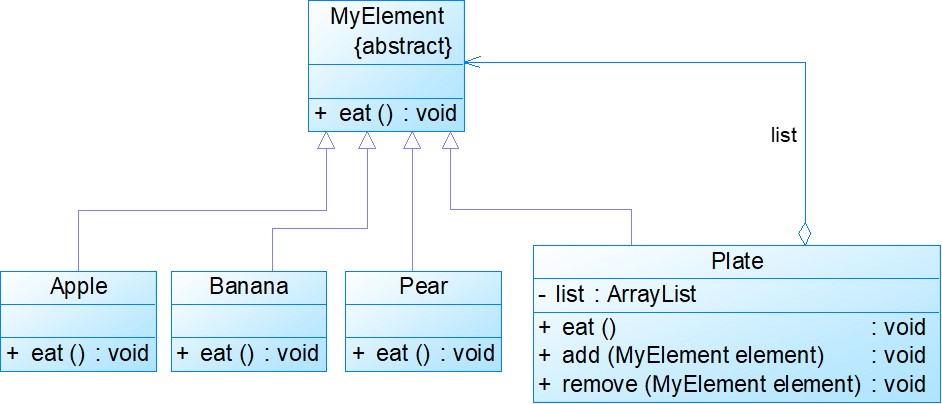 MyElement
{abstract}
+ eat () : void
list
Apple
+ eat () : void
Banana
+ eat () : void
Pear
+ eat () : void
Plate
- list : ArrayList
+ eat () : void
+ add (MyElement element) : void
+ remove (MyElement element) : void